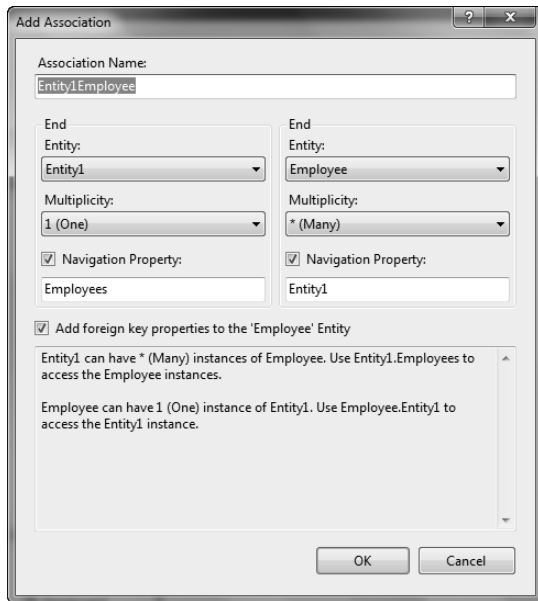 Add Association
?
x
Association Name:
Entity1Employee
End
Entity:
Entity1
Multiplicity:
1 (One)
Navigation Property:
Employees
End
Entity:
Employee
Multiplicity:
* (Many)
Navigation Property:
Entity1
Add foreign key properties to the 'Employee' Entity
Entity1 can have * (Many) instances of Employee. Use Entity1.Employees to
access the Employee instances.
Employee can have 1 (One) instance of Entity1. Use Employee.Entity1 to
access the Entity1 instance.
OK
Cancel